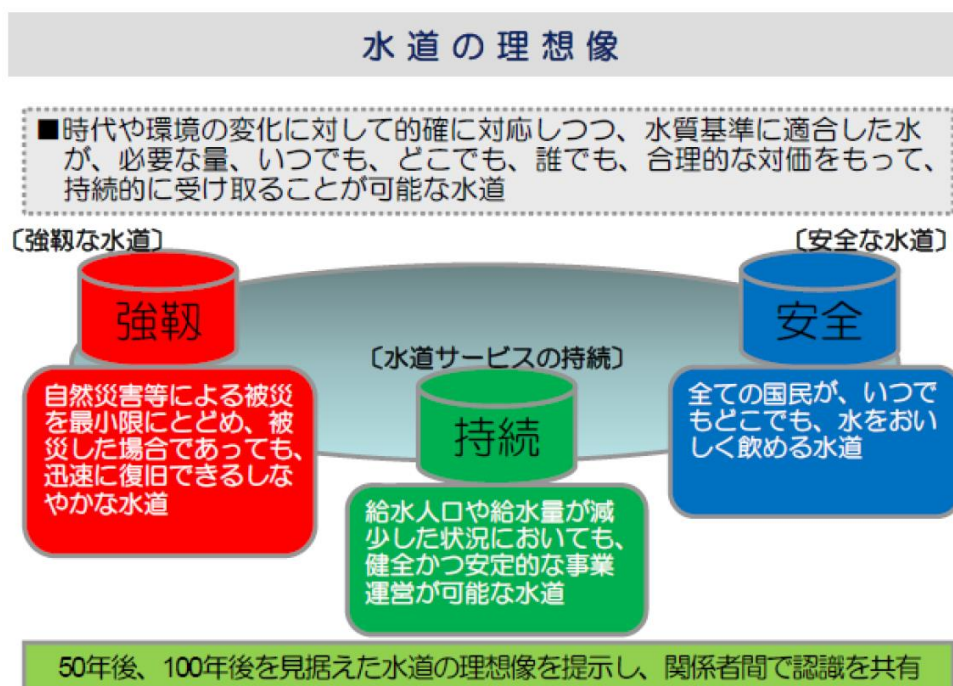 水道の理想像
■時代や環境の変化に対して的確に対応しつつ、水質基準に適合した水
が、必要な量、いつでも、どこでも、誰でも、合理的な対価をもって、
持続的に受け取ることが可能な水道
〔強靱な水道〕
強靱
自然災害等による被災
を最小限にとどめ、被
災した場合であっても、
迅速に復旧できるしな
やかな水道
〔水道サービスの持続〕
持続
給水人口や給水量が減
少した状況においても、
健全かつ安定的な事業
運営が可能な水道
〔安全な水道〕
安全
全ての国民が、いつで
もどこでも、水をおい
しく飲める水道
50年後、100年後を見据えた水道の理想像を提示し、関係者間で認識を共有